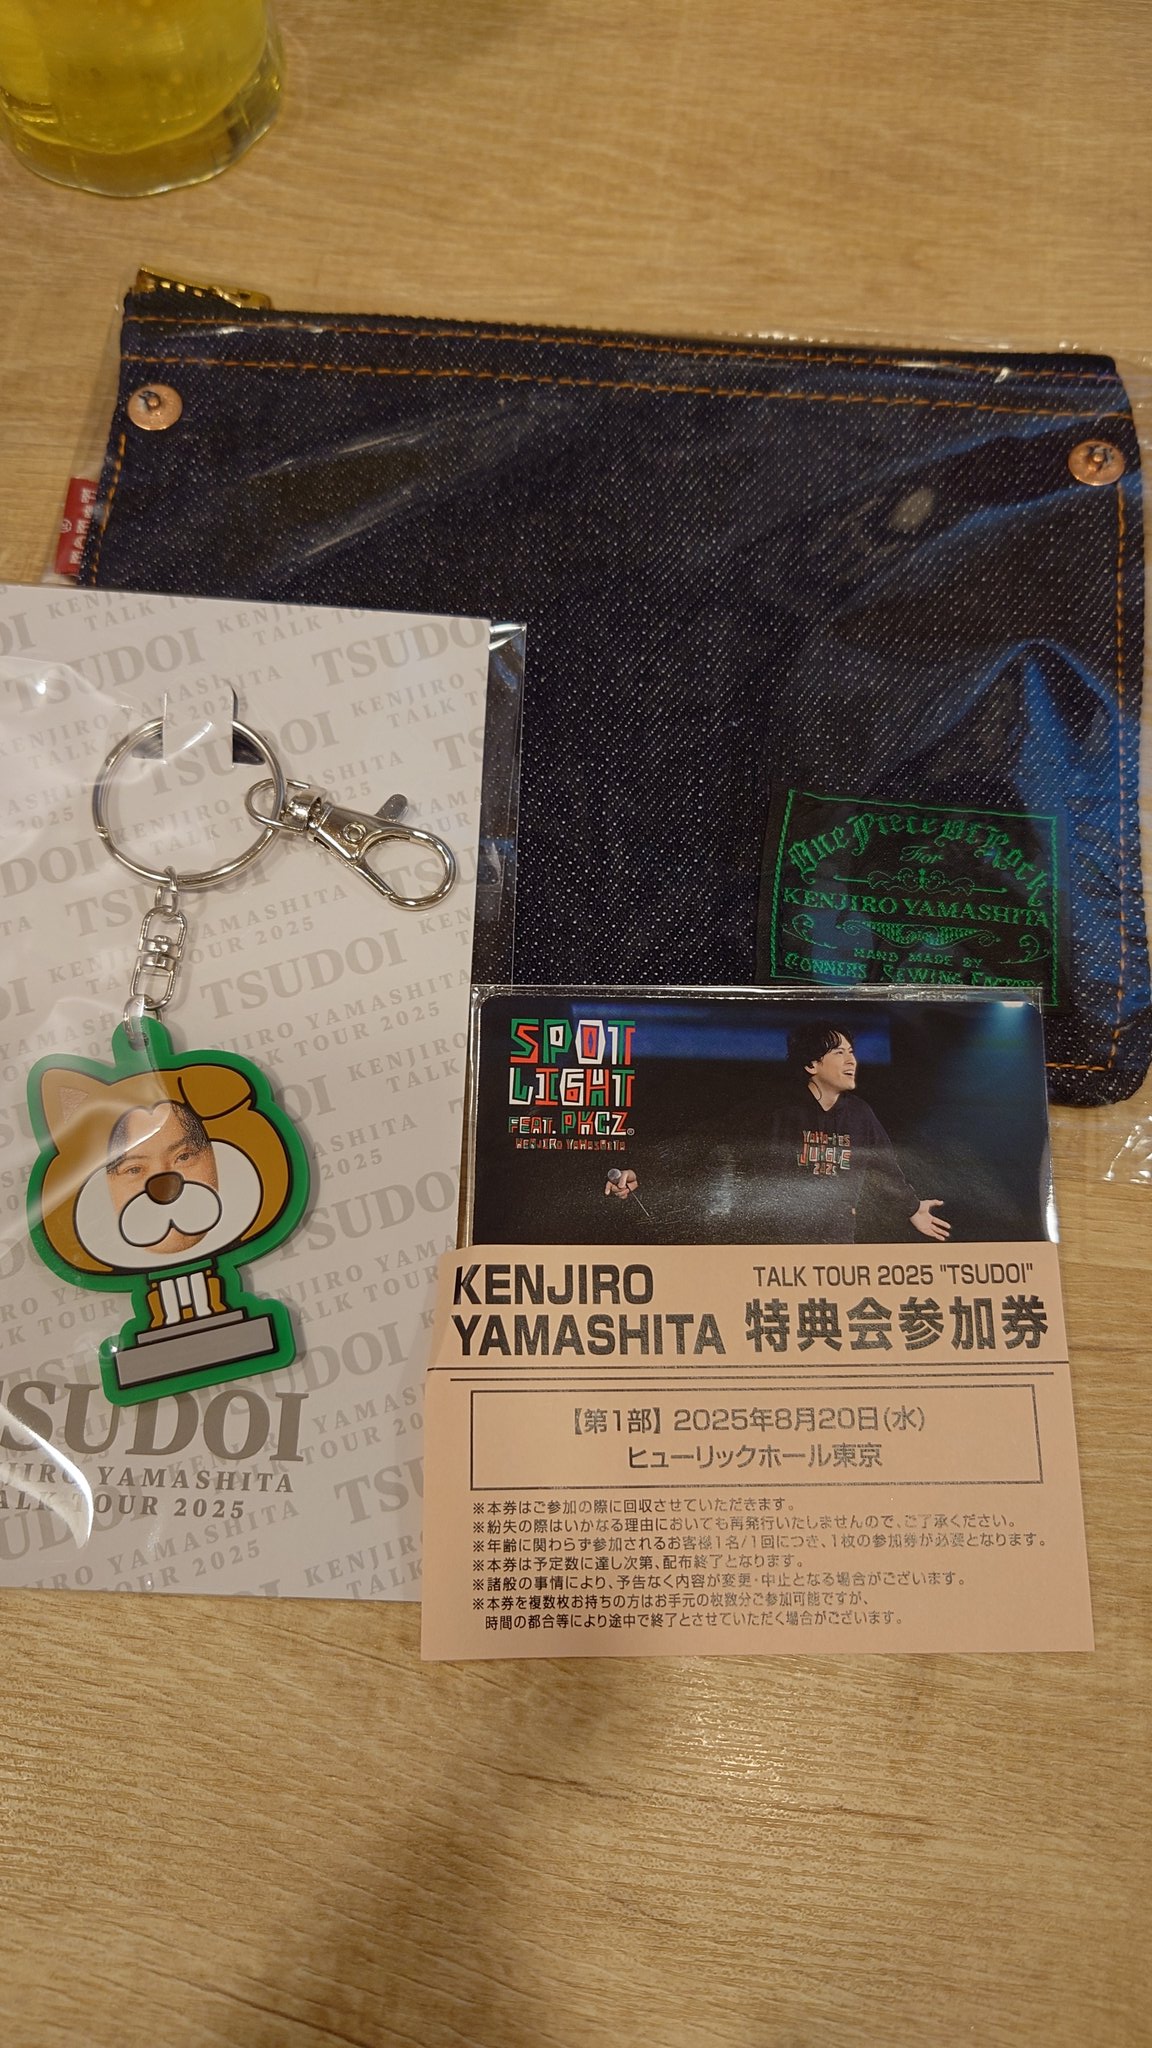 One Piece Of Rock
For
KENJIRO YAMASHITA
HAND MADE BY
CONNERS SEWING FACTORY
TSUDOI
KENJIRO YAMASHITA
TALK TOUR 2025
TSUDOI
KENJIRO YAMASHITA
TALK TOUR 2025
SPOT
LIGHT
FEAT. PKCZ®
KENJIRO YAMASHITA
JUNGLE
KENJIRO
YAMASHITA
TALK TOUR 2025 "TSUDOI"
特典会参加券
【第1部】2025年8月20日(水)
ヒューリックホール東京
※本券はご参加の際に回収させていただきます。
※紛失の際はいかなる理由においても再発行いたしませんので、ご了承ください。
※年齢に関わらず参加されるお客様1名/1回につき、1枚の参加券が必要となります。
※本券は予定数に達し次第、配布終了となります。
※諸般の事情により、予告なく内容が変更・中止となる場合がございます。
※本券を複数枚お持ちの方はお手元の枚数分ご参加可能ですが、
時間の都合等により途中で終了とさせていただく場合がございます。